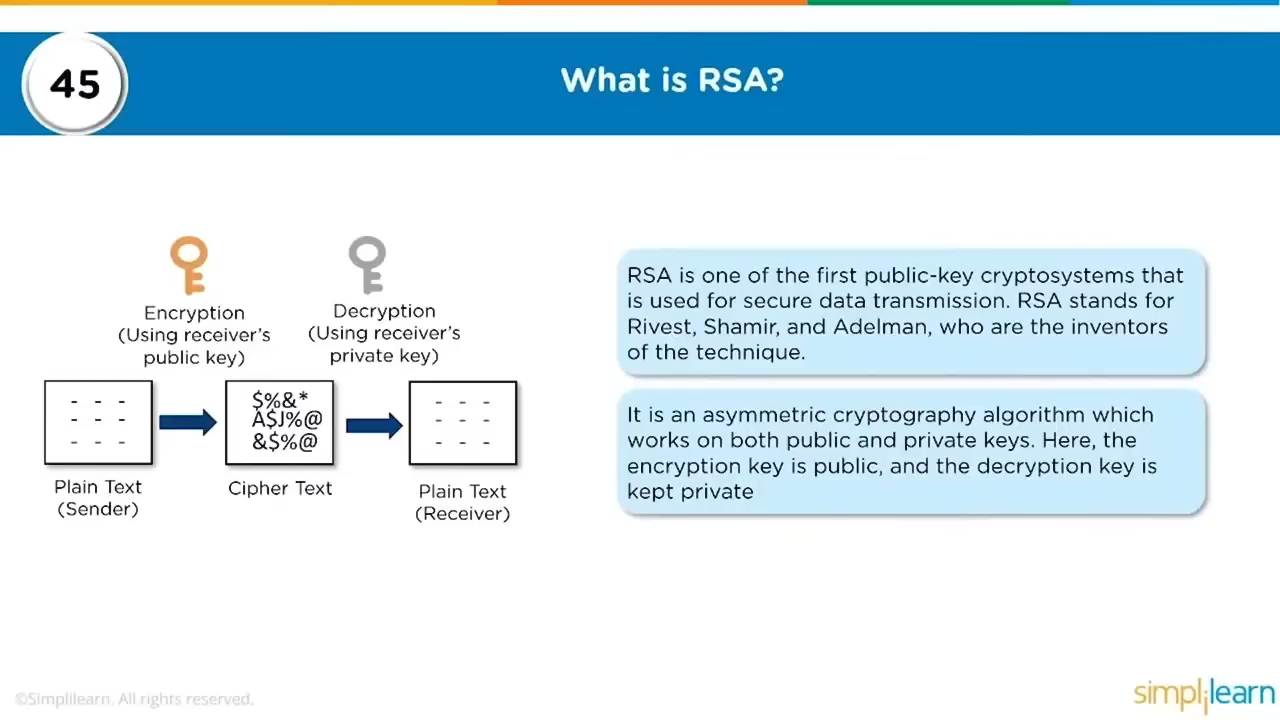 45
What is RSA?
Encryption
(Using receiver's
public key)
Decryption
(Using receiver's
private key)
- - -
- - -
- - -
$%&*
A$J%@
&$%@
- - -
- - -
- - -
Plain Text
(Sender)
Cipher Text
Plain Text
(Receiver)
RSA is one of the first public-key cryptosystems that
is used for secure data transmission. RSA stands for
Rivest, Shamir, and Adelman, who are the inventors
of the technique.
It is an asymmetric cryptography algorithm which
works on both public and private keys. Here, the
encryption key is public, and the decryption key is
kept private
©Simplilearn. All rights reserved.
simplilearn